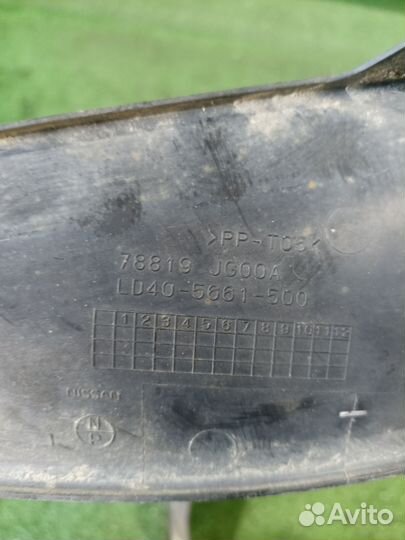 >PP-TO3<
78819 JG00A
LD40-5661-500
1 2 3 4 5 6 7 8 9 10 11 12
NISSAN
N
P
Avito